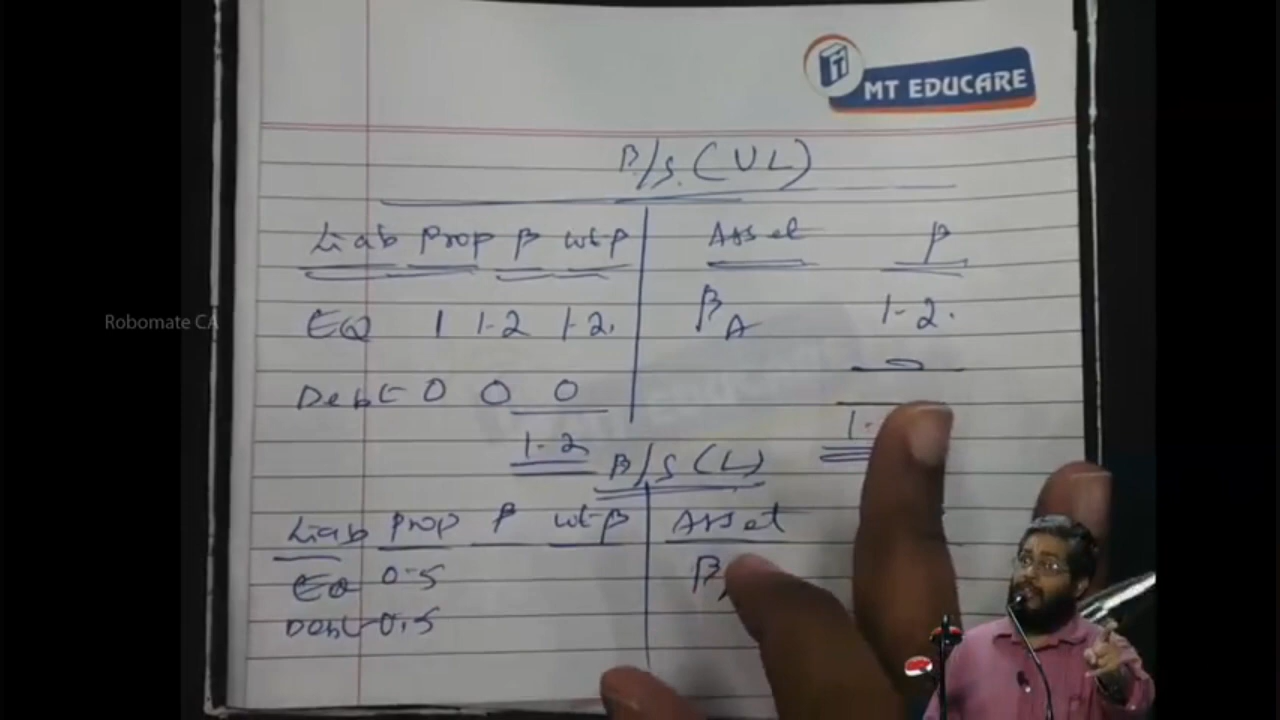 MT EDUCARE
B/S. (UL)
Liab Prop β wt-β Asset β
Robomate CA
EQ 1 1-2 1-2. βA 1-2.
Debt 0 0 0
1-2
B/S (L)
Liab Prop β wt-β Asset
EQ 0-5 β
Debt 0.5